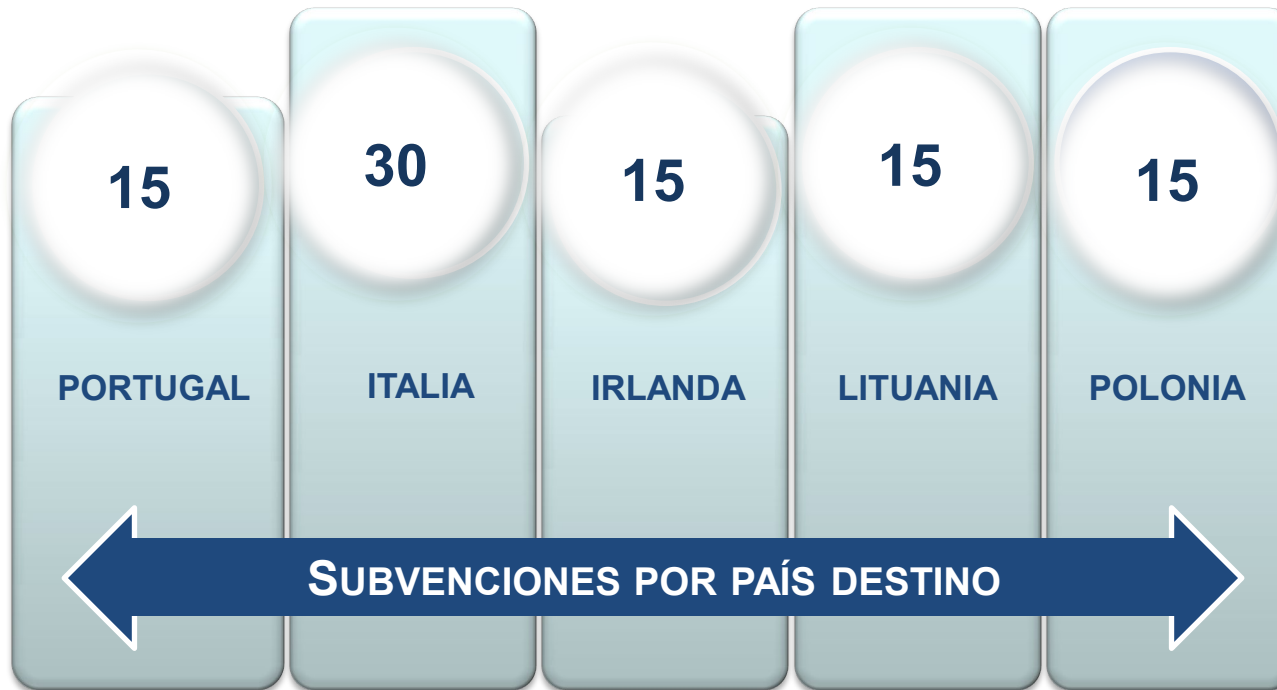 15
30
15
15
15
PORTUGAL
ITALIA
IRLANDA
LITUANIA
POLONIA
SUBVENCIONES POR PAÍS DESTINO